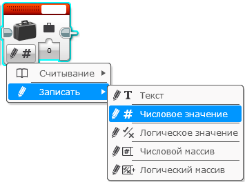 Считывание
Записать
T Текст
# Числовое значение
Логическое значение
Числовой массив
Логический массив